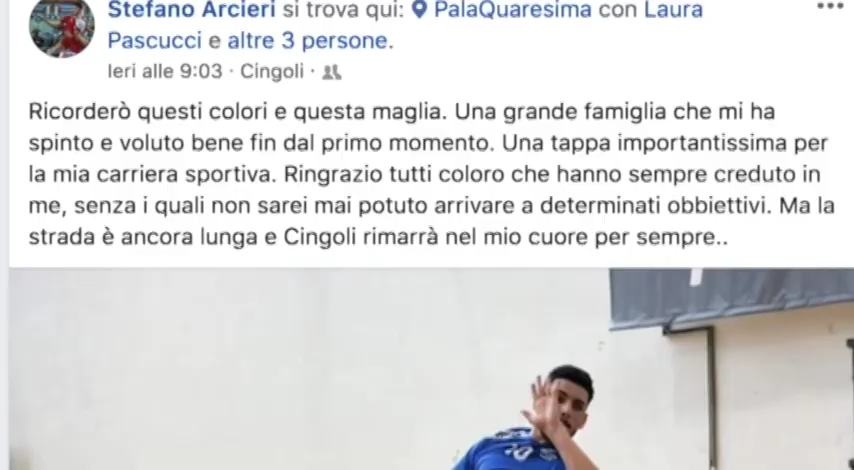 Stefano Arcieri si trova qui: PalaQuaresima con Laura
Pascucci e altre 3 persone.
Ieri alle 9:03 · Cingoli ·
Ricorderò questi colori e questa maglia. Una grande famiglia che mi ha
spinto e voluto bene fin dal primo momento. Una tappa importantissima per
la mia carriera sportiva. Ringrazio tutti coloro che hanno sempre creduto in
me, senza i quali non sarei mai potuto arrivare a determinati obbiettivi. Ma la
strada è ancora lunga e Cingoli rimarrà nel mio cuore per sempre..